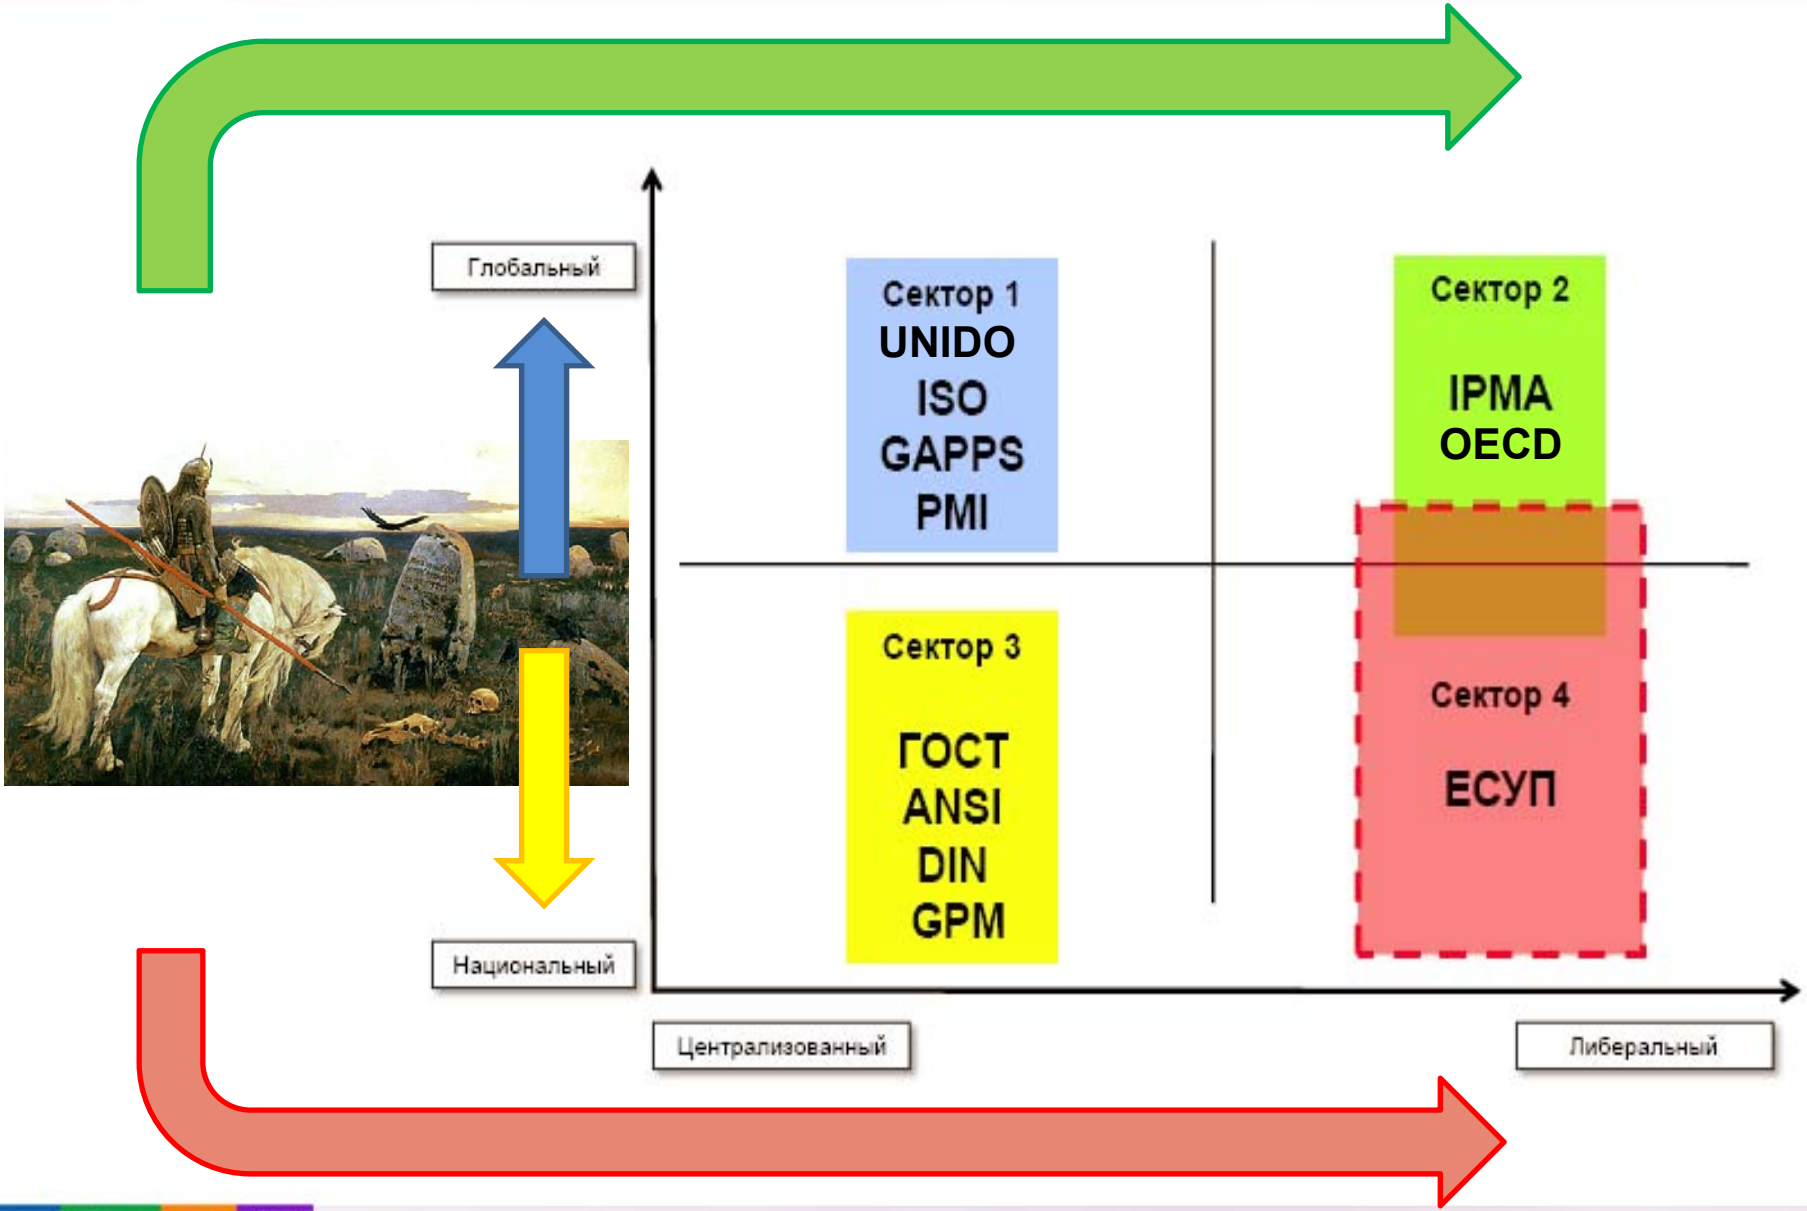 Глобальный
Сектор 1
UNIDO
ISO
GAPPS
PMI
Сектор 2
IPMA
OECD
Сектор 3
ГОСТ
ANSI
DIN
GPM
Сектор 4
ЕСУП
Национальный
Централизованный
Либеральный